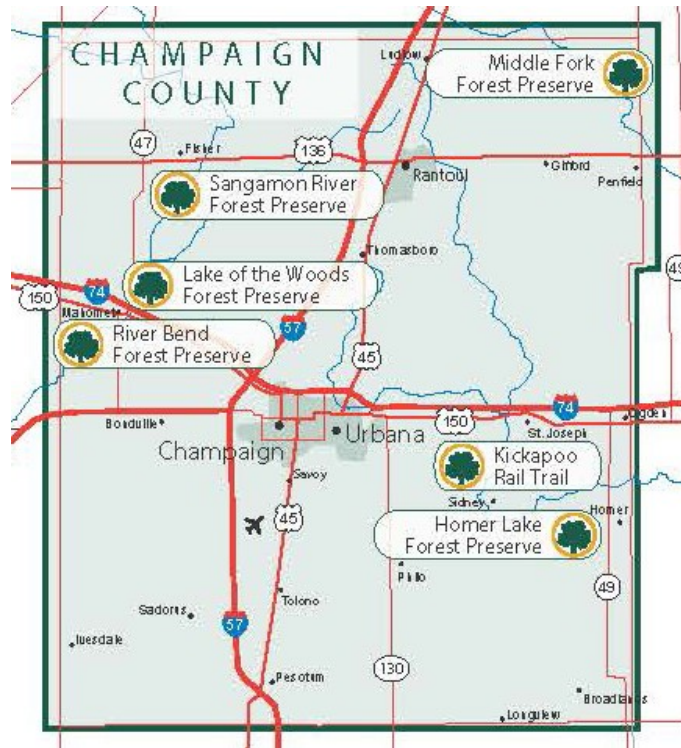 CHAMPAIGN
COUNTY
Ludlow
Middle Fork
Forest Preserve
47
Fisher
136
Rantoul
Gifford
Penfield
Sangamon River
Forest Preserve
Thomasboro
49
Lake of the Woods
Forest Preserve
74
150
Mahomet
57
River Bend
Forest Preserve
45
74
150
Ogden
Bondville
St. Joseph
Champaign
Urbana
Savoy
Kickapoo
Rail Trail
Sidney
45
Homer
Homer Lake
Forest Preserve
Philo
49
Tolono
Sadorus
57
Ivesdale
130
Pesotum
Broadlands
Longview